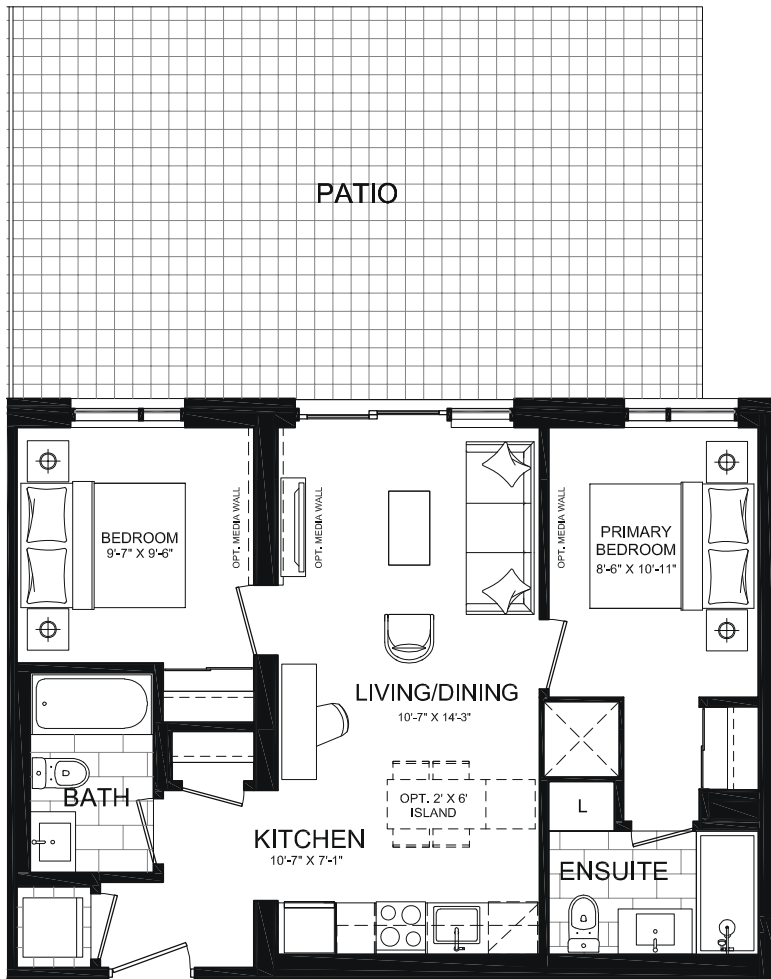 PATIO
BEDROOM
9'-7" X 9'-6"
OPT. MEDIA WALL
OPT. MEDIA WALL
OPT. MEDIA WALL
PRIMARY
BEDROOM
8'-6" X 10'-11"
LIVING/DINING
10'-7" X 14'-3"
BATH
OPT. 2' X 6'
ISLAND
L
KITCHEN
10'-7" X 7'-1"
ENSUITE